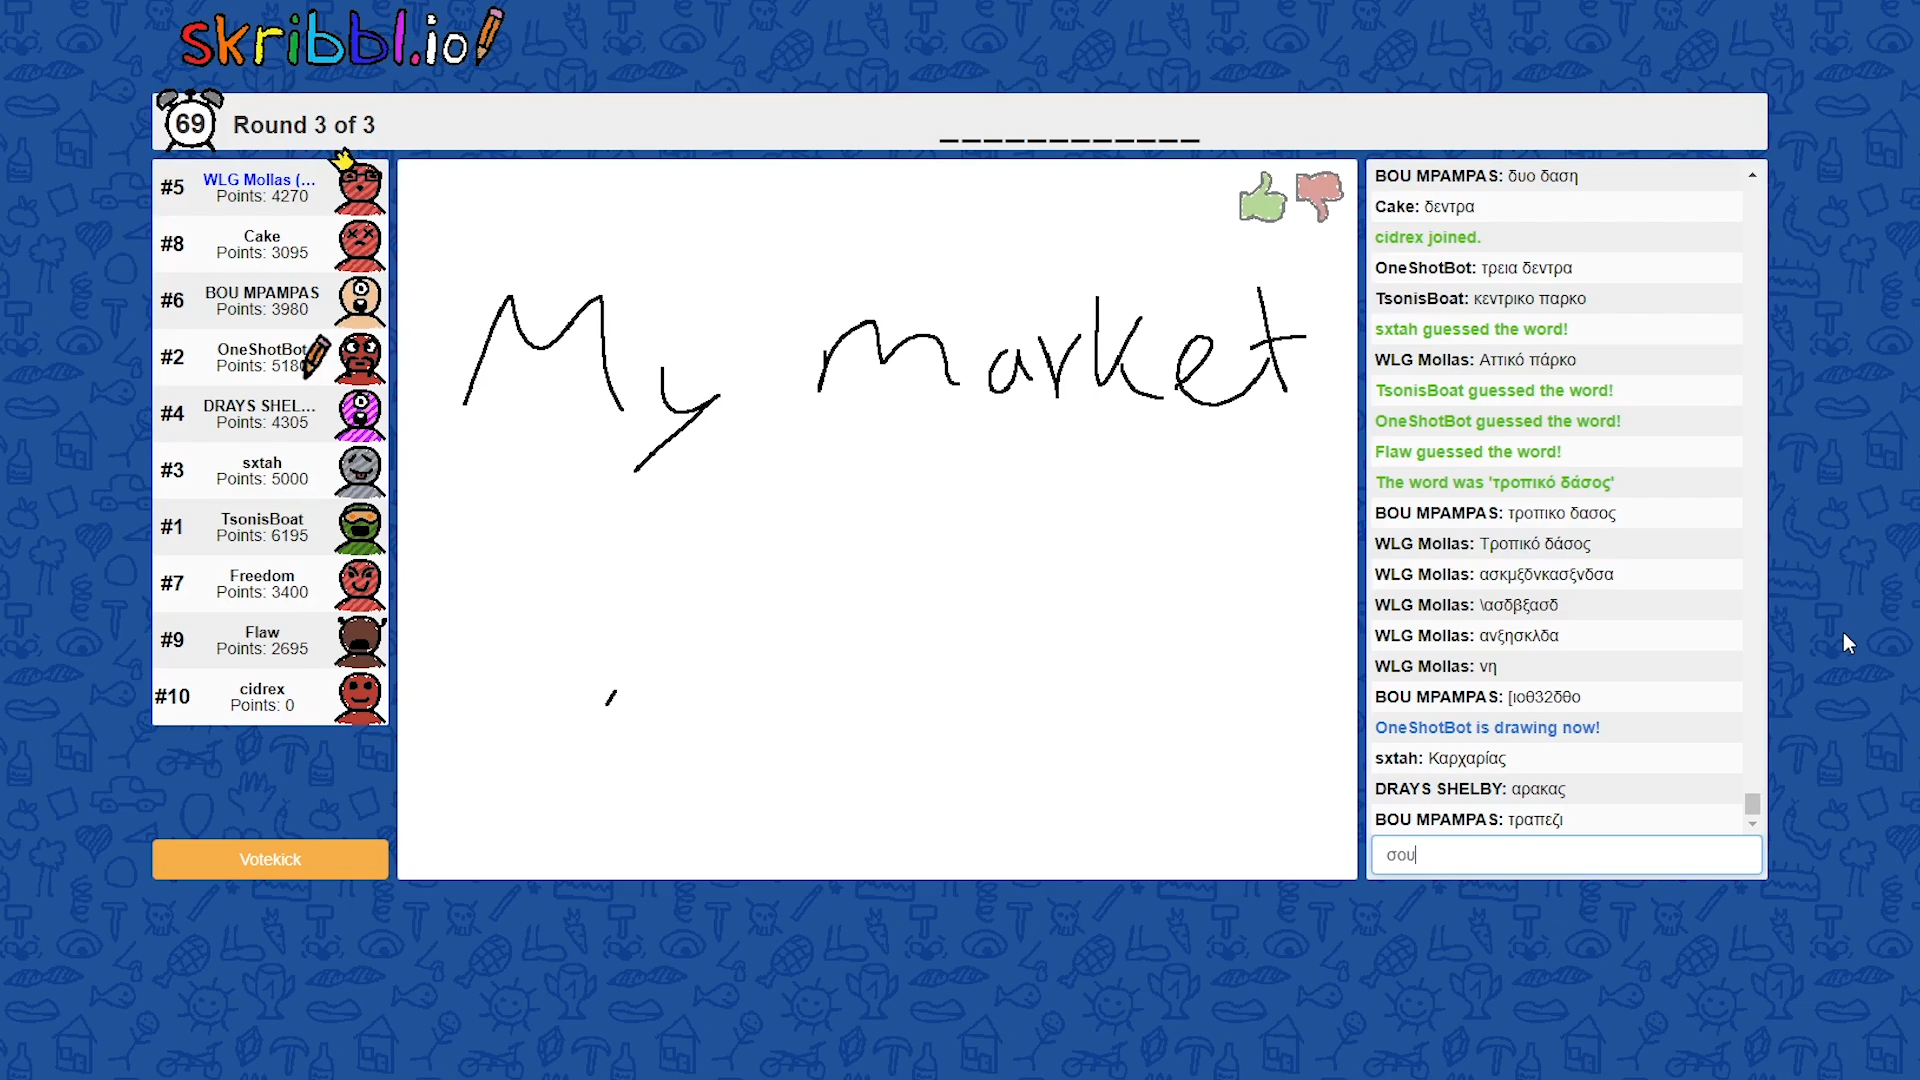 skribbl.io
69
Round 3 of 3
____________
#5 WLG Mollas (...
Points: 4270
#8 Cake
Points: 3095
#6 BOU MPAMPAS
Points: 3980
#2 OneShotBot
Points: 5180
#4 DRAYS SHEL...
Points: 4305
#3 sxtah
Points: 5000
#1 TsonisBoat
Points: 6195
#7 Freedom
Points: 3400
#9 Flaw
Points: 2695
#10 cidrex
Points: 0
Votekick
My market
BOU MPAMPAS: δυο δαση
Cake: δεντρα
cidrex joined.
OneShotBot: τρεια δεντρα
TsonisBoat: κεντρικο παρκο
sxtah guessed the word!
WLG Mollas: Αττικό πάρκο
TsonisBoat guessed the word!
OneShotBot guessed the word!
Flaw guessed the word!
The word was 'τροπικό δάσος'
BOU MPAMPAS: τροπικο δασος
WLG Mollas: Τροπικό δάσος
WLG Mollas: ασκμξδνκασξνδσα
WLG Mollas: \ασδβξασδ
WLG Mollas: ανξησκλδα
WLG Mollas: νη
BOU MPAMPAS: [ιοθ32δθο
OneShotBot is drawing now!
sxtah: Καρχαρίας
DRAYS SHELBY: αρακας
BOU MPAMPAS: τραπεζι
σου